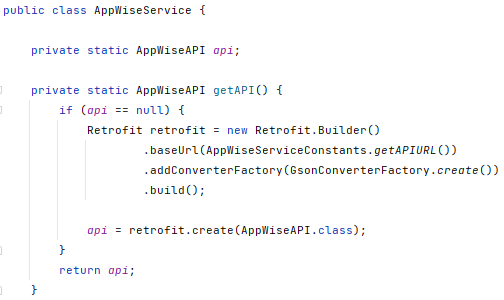 public class AppWiseService {
private static AppWiseAPI api;
private static AppWiseAPI getAPI() {
if (api == null) {
Retrofit retrofit = new Retrofit.Builder()
.baseUrl(AppWiseServiceConstants.getAPIURL())
.addConverterFactory(GsonConverterFactory.create())
.build();
api = retrofit.create(AppWiseAPI.class);
}
return api;
}